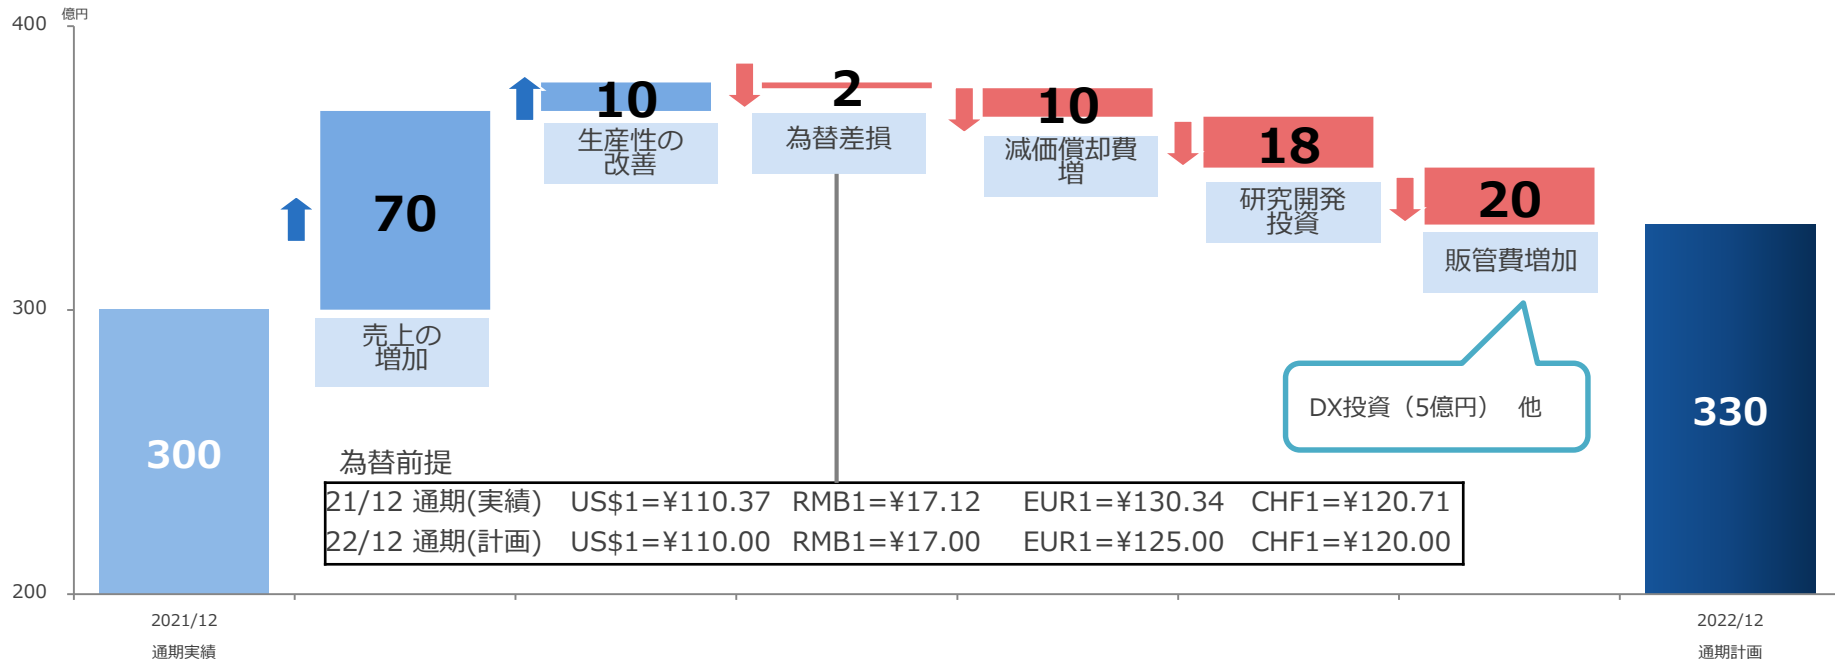 億円
400
300
200
300
70
売上の
増加
10
生産性の
改善
2
為替差損
10
減価償却費
増
18
研究開発
投資
20
販管費増加
DX投資（5億円） 他
330
為替前提
21/12 通期(実績) US$1=¥110.37 RMB1=¥17.12 EUR1=¥130.34 CHF1=¥120.71
22/12 通期(計画) US$1=¥110.00 RMB1=¥17.00 EUR1=¥125.00 CHF1=¥120.00
2021/12
通期実績
2022/12
通期計画